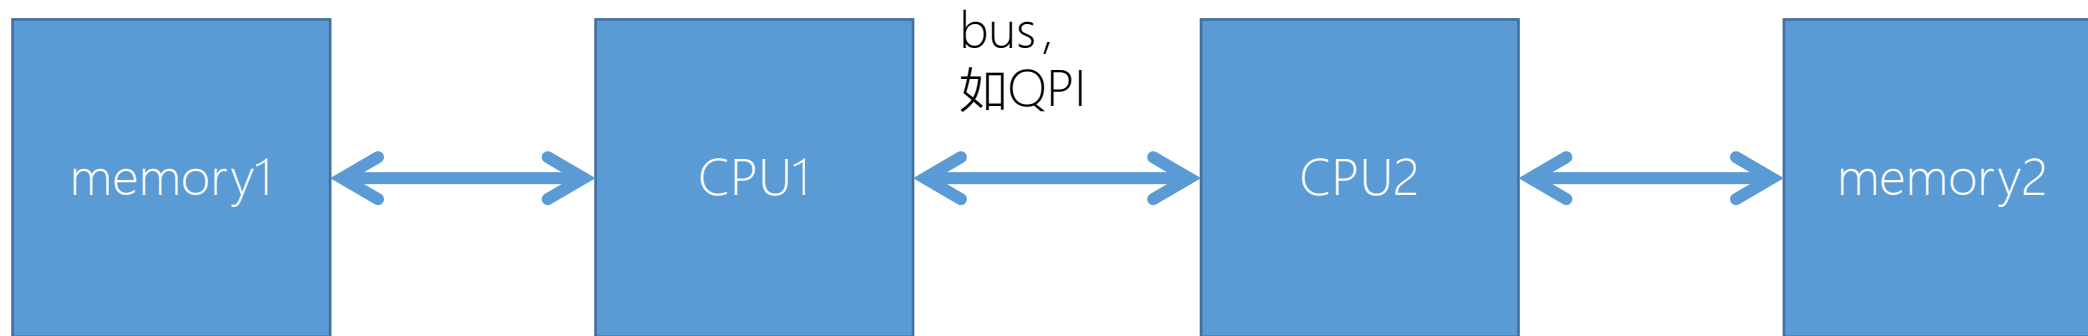 bus，
如QPI
memory1
CPU1
CPU2
memory2